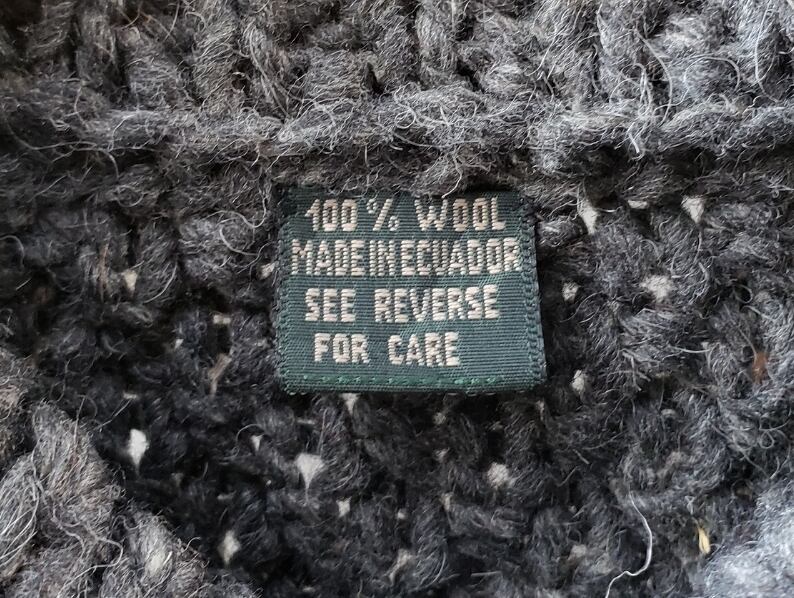 100% WOOL
MADE IN ECUADOR
SEE REVERSE
FOR CARE